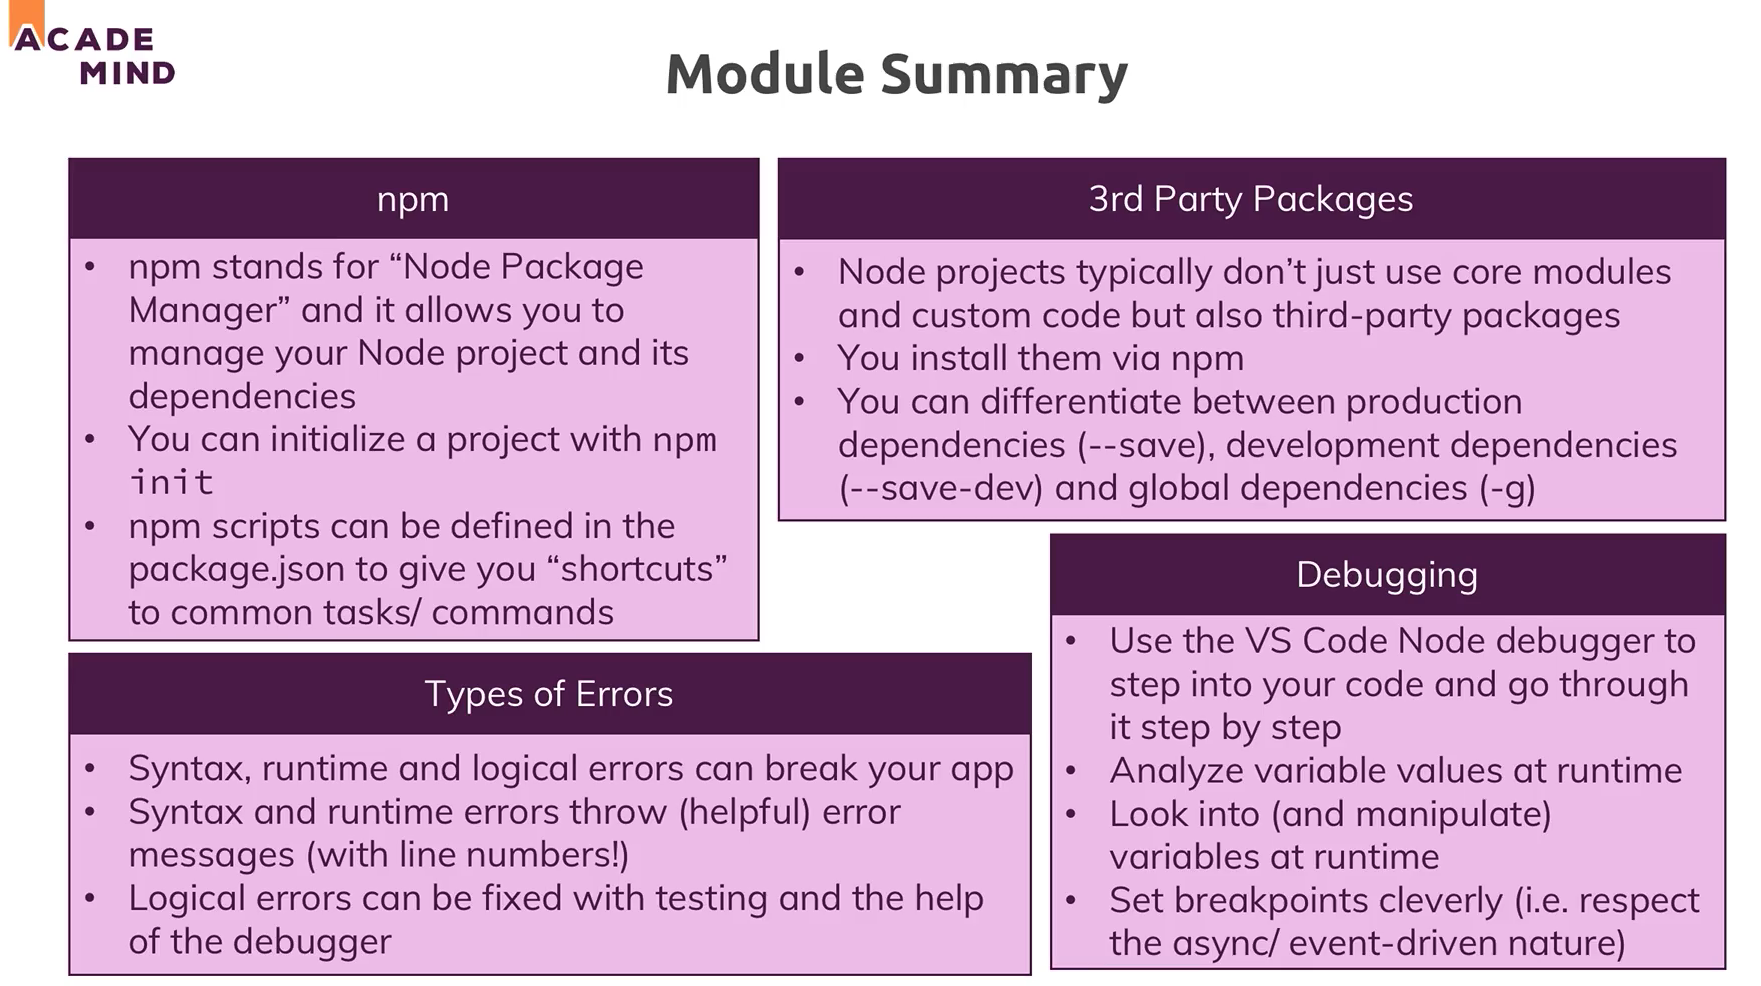 ACADE
MIND
Module Summary
npm
• npm stands for “Node Package
Manager” and it allows you to
manage your Node project and its
dependencies
• You can initialize a project with npm
init
• npm scripts can be defined in the
package.json to give you “shortcuts”
to common tasks/ commands
3rd Party Packages
• Node projects typically don’t just use core modules
and custom code but also third-party packages
• You install them via npm
• You can differentiate between production
dependencies (--save), development dependencies
(--save-dev) and global dependencies (-g)
Types of Errors
• Syntax, runtime and logical errors can break your app
• Syntax and runtime errors throw (helpful) error
messages (with line numbers!)
• Logical errors can be fixed with testing and the help
of the debugger
Debugging
• Use the VS Code Node debugger to
step into your code and go through
it step by step
• Analyze variable values at runtime
• Look into (and manipulate)
variables at runtime
• Set breakpoints cleverly (i.e. respect
the async/ event-driven nature)